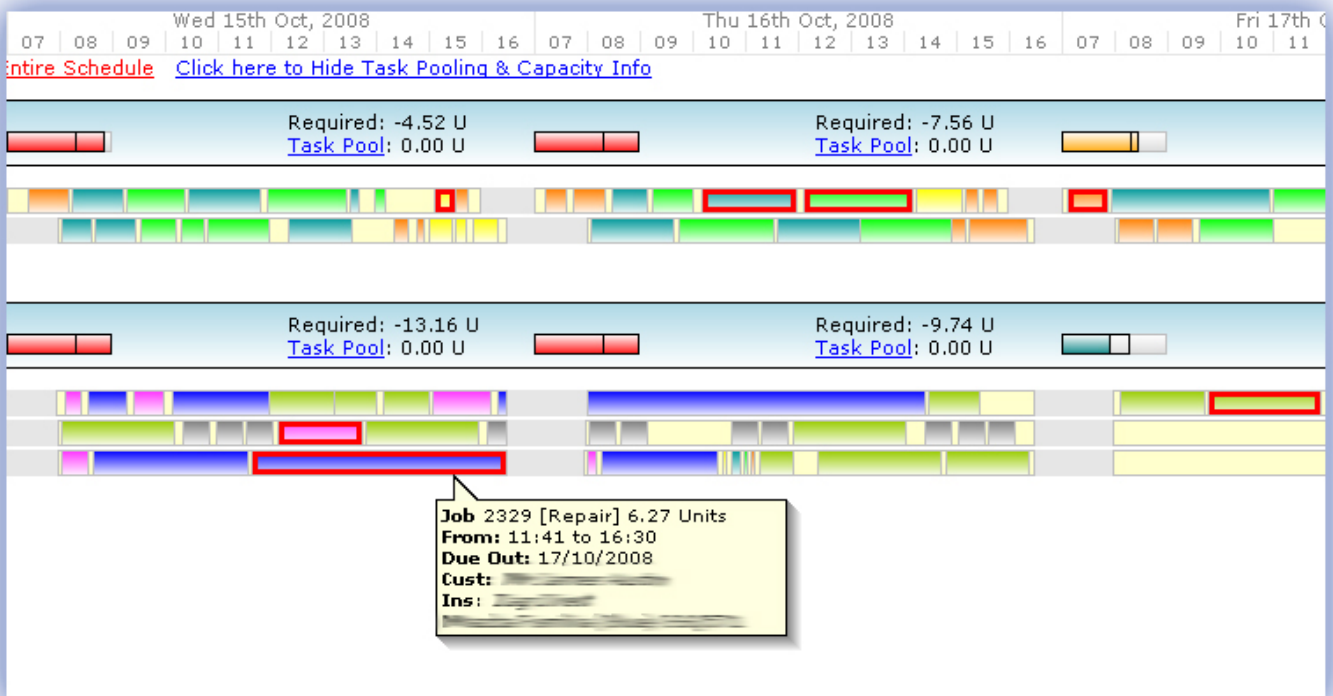 Wed 15th Oct, 2008 Thu 16th Oct, 2008 Fri 17th
07 08 09 10 11 12 13 14 15 16 07 08 09 10 11 12 13 14 15 16 07 08 09 10 11
Entire Schedule Click here to Hide Task Pooling & Capacity Info
Required: -4.52 U Required: -7.56 U
Task Pool: 0.00 U Task Pool: 0.00 U
Required: -13.16 U Required: -9.74 U
Task Pool: 0.00 U Task Pool: 0.00 U
Job 2329 [Repair] 6.27 Units
From: 11:41 to 16:30
Due Out: 17/10/2008
Cust:
Ins: